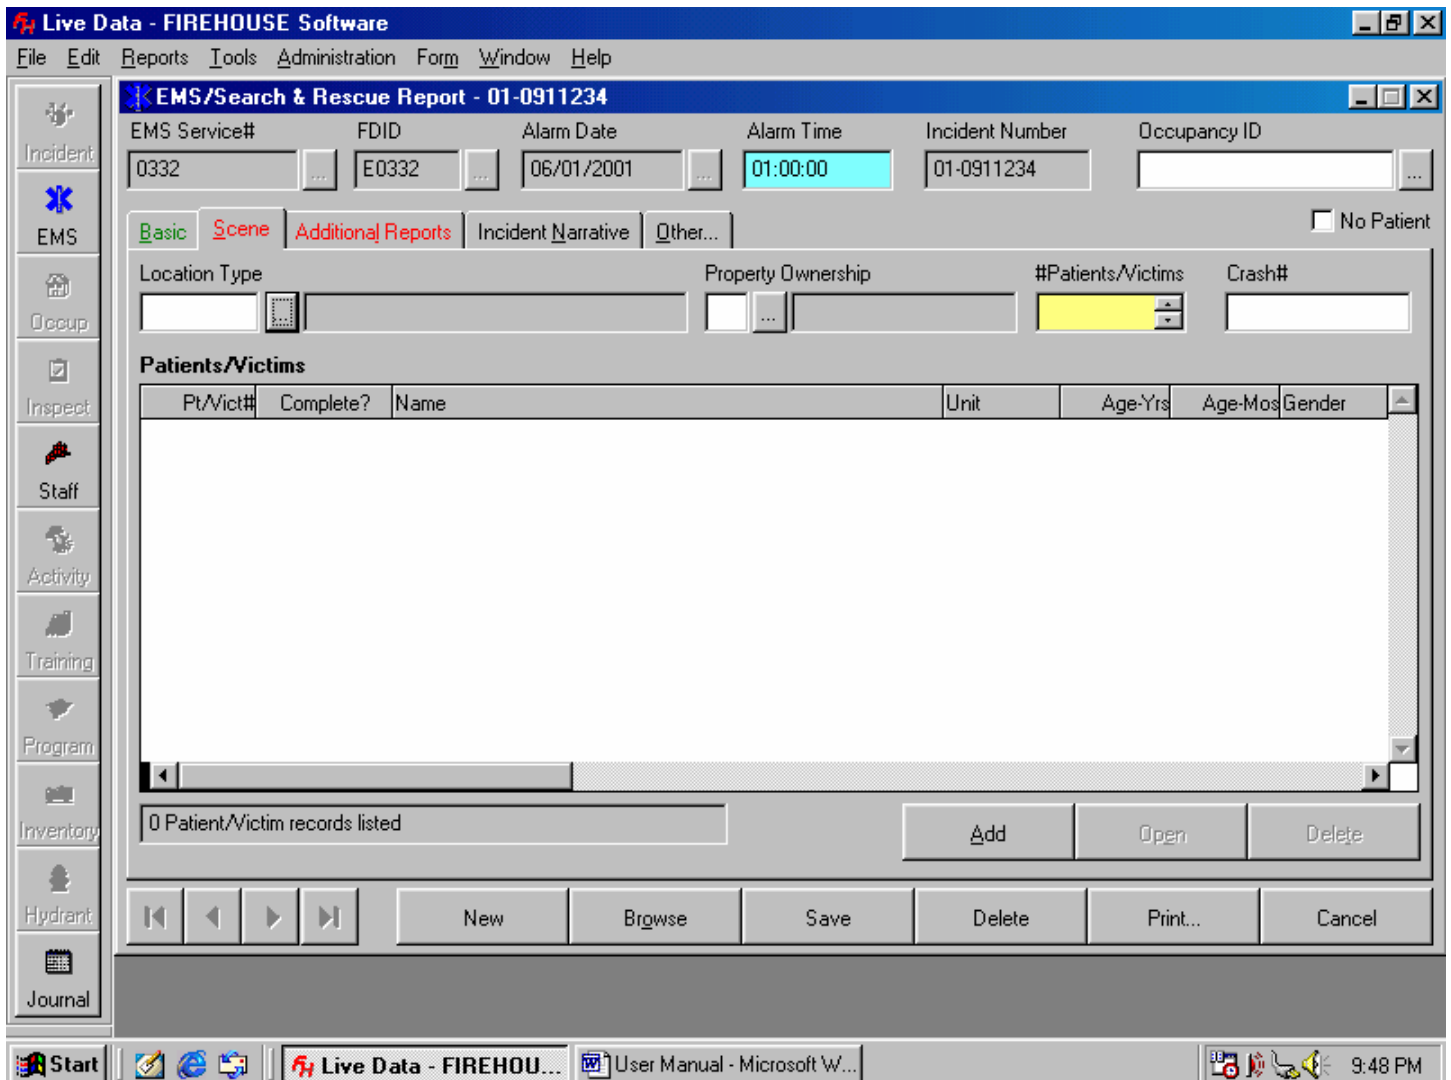 Live Data - FIREHOUSE Software
File Edit Reports Tools Administration Form Window Help
Incident
EMS
Occup
Inspect
Staff
Activity
Training
Program
Inventory
Hydrant
Journal
EMS/Search & Rescue Report - 01-0911234
EMS Service# FDID Alarm Date Alarm Time Incident Number Occupancy ID
0332 ... E0332 ... 06/01/2001 ... 01:00:00 01-0911234 ...
Basic Scene Additional Reports Incident Narrative Other... No Patient
Location Type Property Ownership #Patients/Victims Crash#
... ...
Patients/Victims
Pt/Vict# Complete? Name Unit Age-Yrs Age-Mos Gender
0 Patient/Victim records listed
Add Open Delete
New Browse Save Delete Print... Cancel
Start Live Data - FIREHOU... User Manual - Microsoft W... 9:48 PM